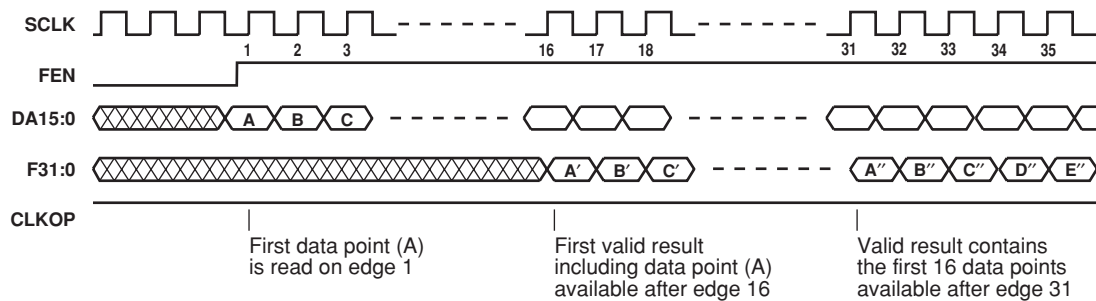 SCLK
1 2 3 16 17 18 31 32 33 34 35
FEN
DA15:0 A B C
F31:0 A′ B′ C′ A″ B″ C″ D″ E″
CLKOP
First data point (A)
is read on edge 1
First valid result
including data point (A)
available after edge 16
Valid result contains
the first 16 data points
available after edge 31